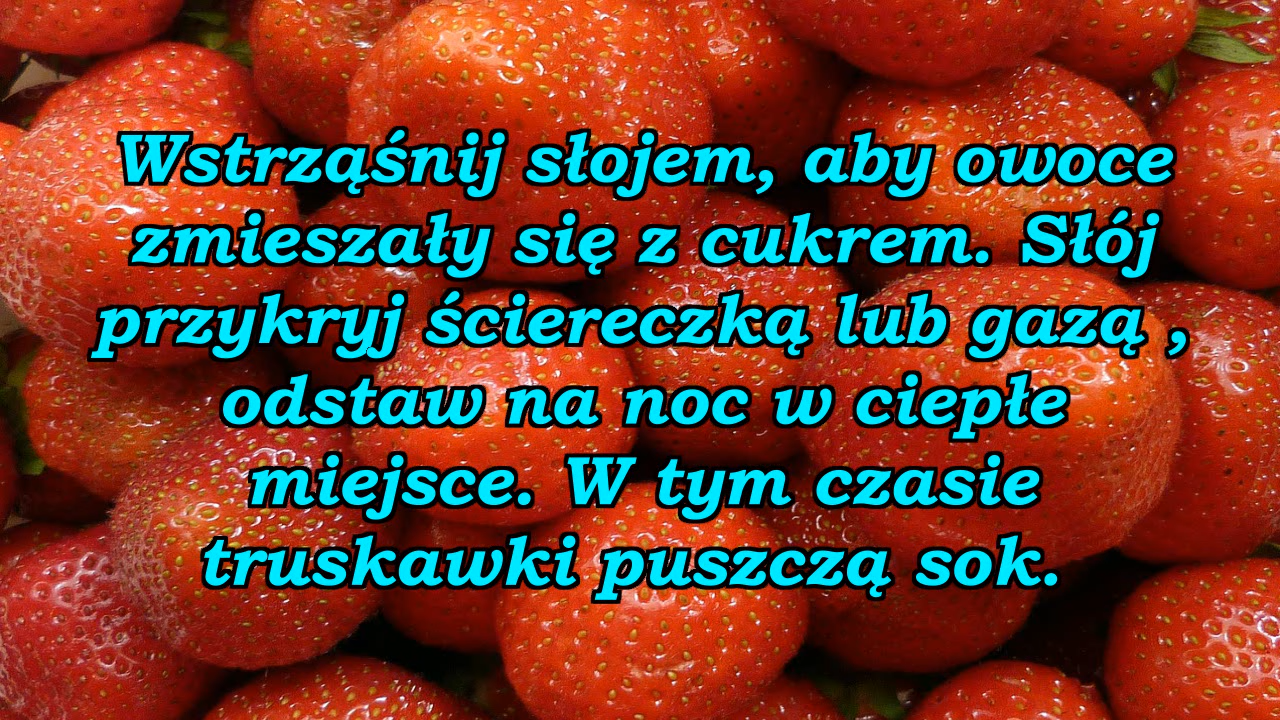 Wstrząśnij słojem, aby owoce
zmieszały się z cukrem. Słój
przykryj ściereczką lub gazą ,
odstaw na noc w ciepłe
miejsce. W tym czasie
truskawki puszczą sok.